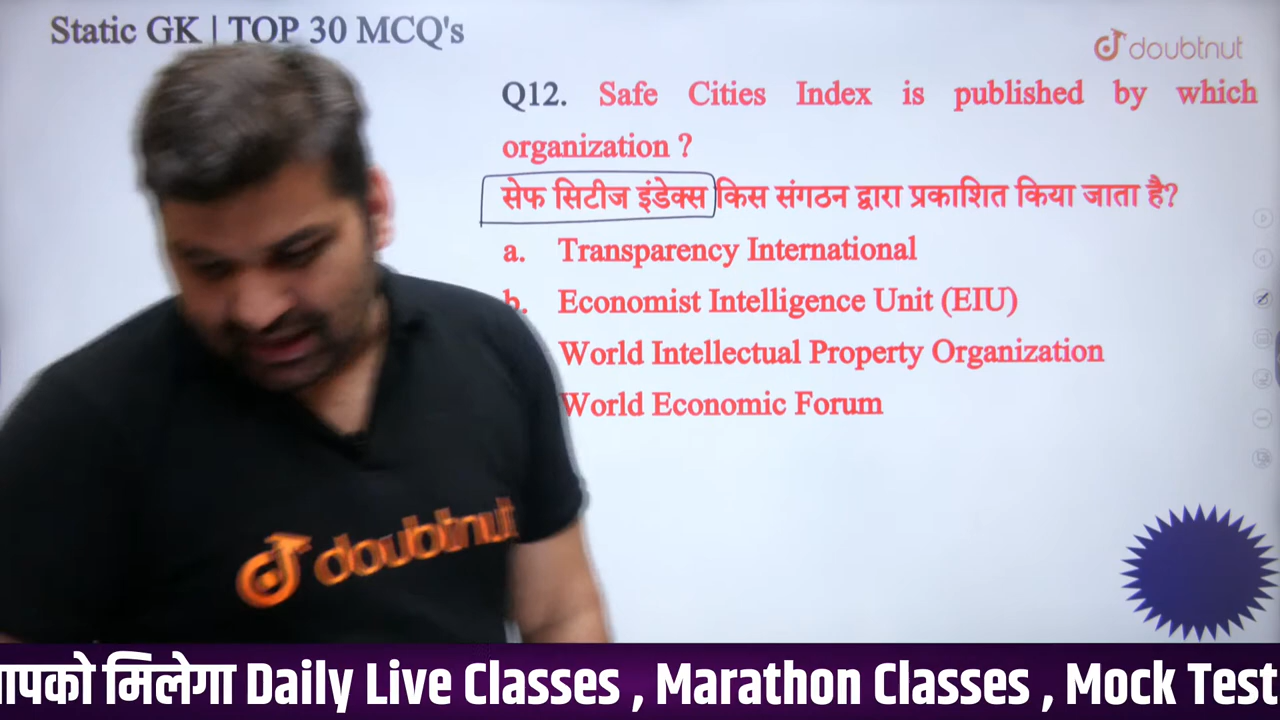 Static GK | TOP 30 MCQ's
doubtnut
Q12. Safe Cities Index is published by which
organization ?
सेफ सिटीज इंडेक्स किस संगठन द्वारा प्रकाशित किया जाता है?
a. Transparency International
b. Economist Intelligence Unit (EIU)
World Intellectual Property Organization
World Economic Forum
doubtnut
मिलेगा Daily Live Classes , Marathon Classes , Mock Test